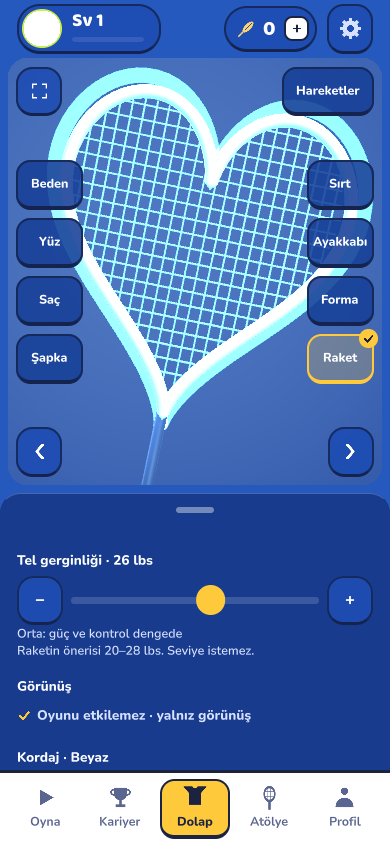 Sv 1
0 +
Hareketler
Beden
Sırt
Yüz
Ayakkabı
Saç
Forma
Şapka
Raket
Tel gerginliği · 26 lbs
− +
Orta: güç ve kontrol dengede
Raketin önerisi 20–28 lbs. Seviye istemez.
Görünüş
Oyunu etkilemez · yalnız görünüş
Kordaj · Beyaz
Oyna
Kariyer
Dolap
Atölye
Profil